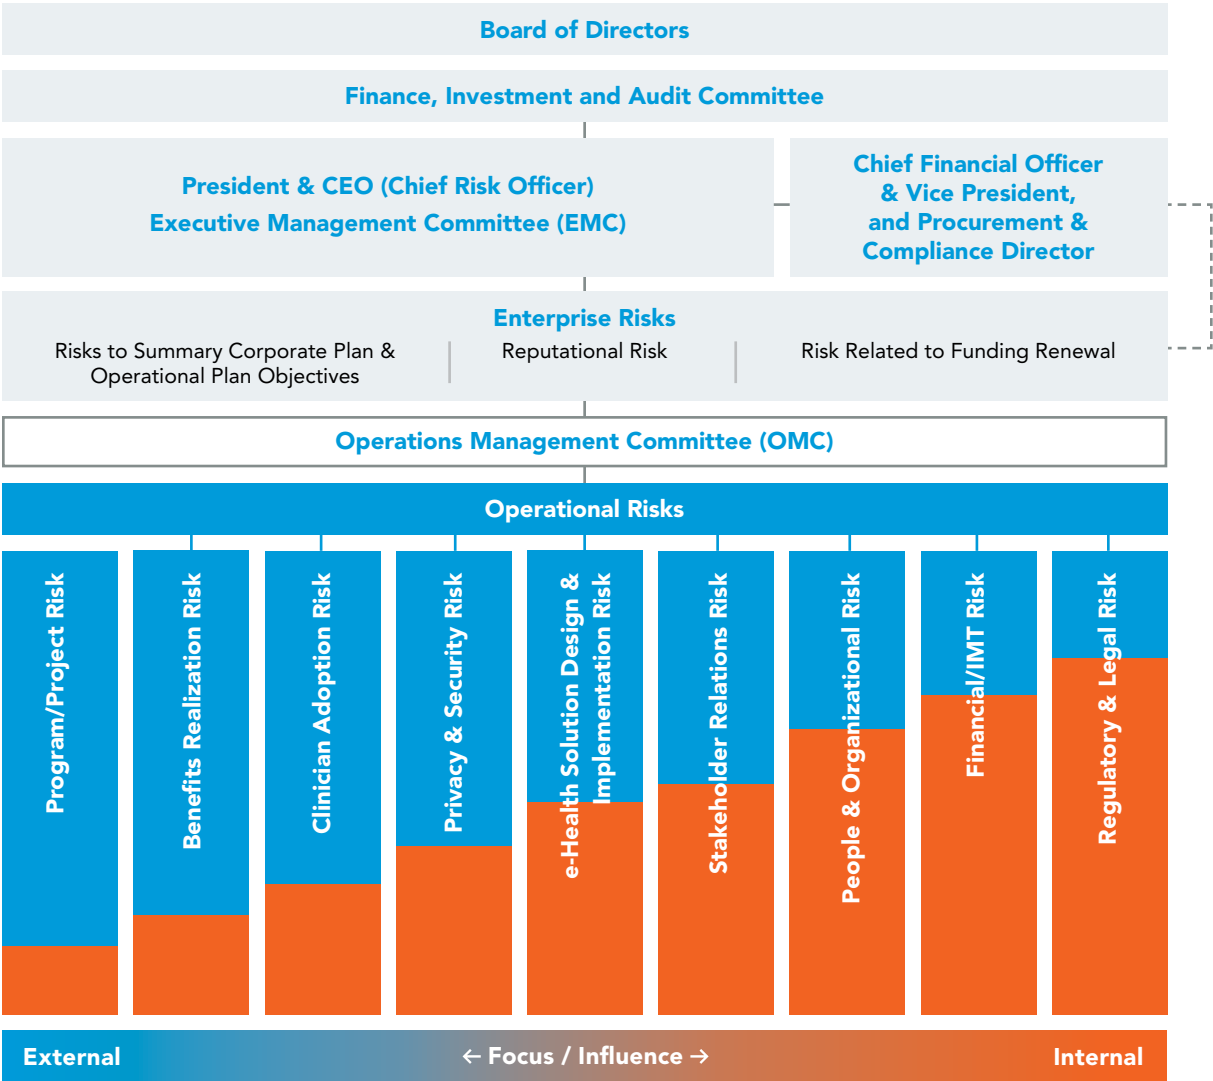 Board of Directors
Finance, Investment and Audit Committee
President & CEO (Chief Risk Officer)
Executive Management Committee (EMC)
Chief Financial Officer
& Vice President,
and Procurement &
Compliance Director
Enterprise Risks
Risks to Summary Corporate Plan &
Operational Plan Objectives
Reputational Risk
Risk Related to Funding Renewal
Operations Management Committee (OMC)
Operational Risks
Program/Project Risk
Benefits Realization Risk
Clinician Adoption Risk
Privacy & Security Risk
e-Health Solution Design &
Implementation Risk
Stakeholder Relations Risk
People & Organizational Risk
Financial/IMT Risk
Regulatory & Legal Risk
External
← Focus / Influence →
Internal